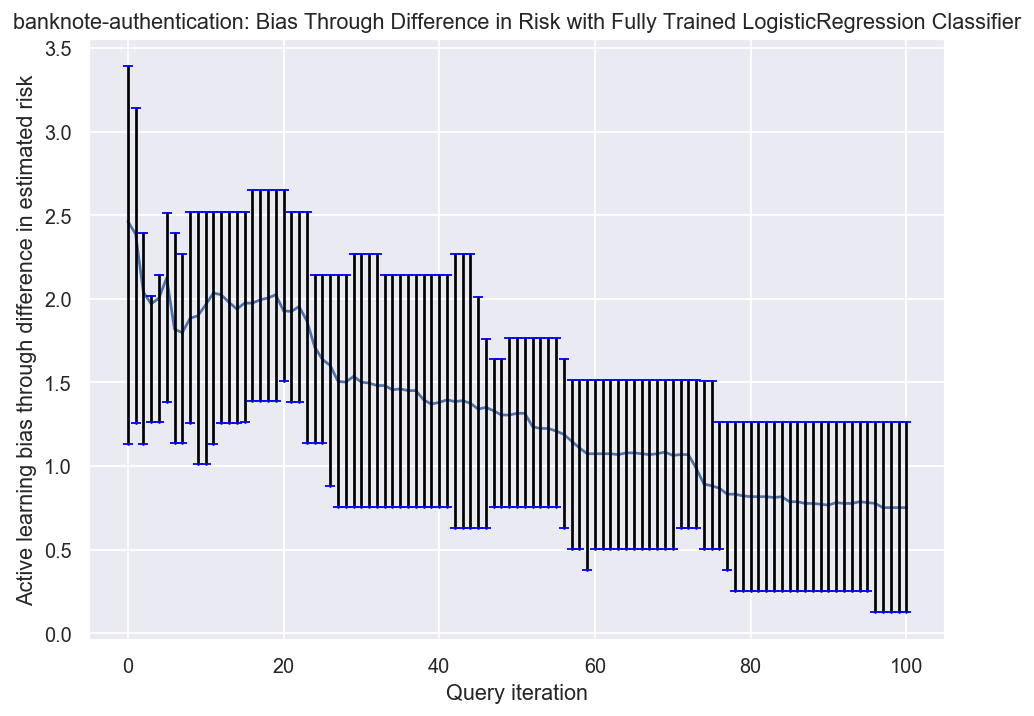 banknote-authentication: Bias Through Difference in Risk with Fully Trained LogisticRegression Classifier
Active learning bias through difference in estimated risk
3.5
3.0
2.5
2.0
1.5
1.0
0.5
0.0
0 20 40 60 80 100
Query iteration